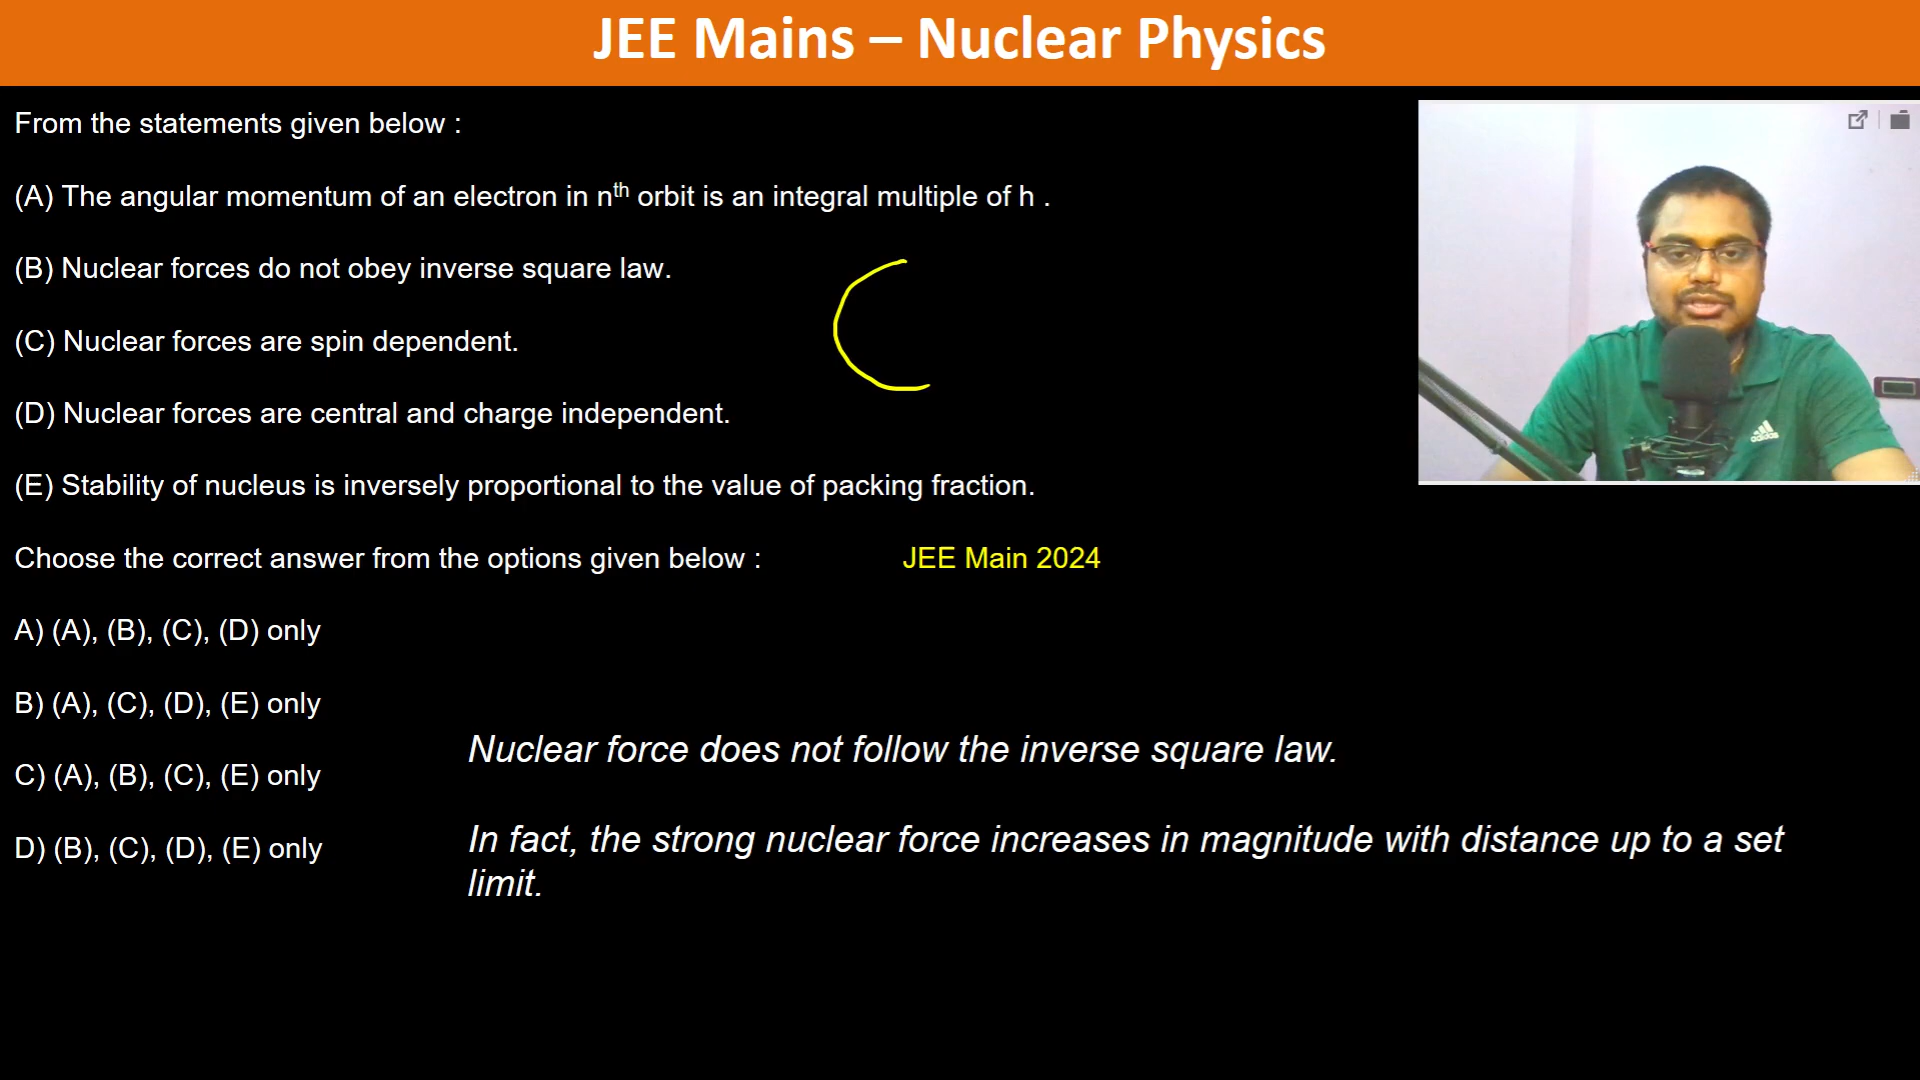 JEE Mains – Nuclear Physics
From the statements given below :
(A) The angular momentum of an electron in nth orbit is an integral multiple of h .
(B) Nuclear forces do not obey inverse square law.
(C) Nuclear forces are spin dependent.
(D) Nuclear forces are central and charge independent.
(E) Stability of nucleus is inversely proportional to the value of packing fraction.
Choose the correct answer from the options given below :
JEE Main 2024
A) (A), (B), (C), (D) only
B) (A), (C), (D), (E) only
C) (A), (B), (C), (E) only
D) (B), (C), (D), (E) only
Nuclear force does not follow the inverse square law.
In fact, the strong nuclear force increases in magnitude with distance up to a set
limit.
adidas